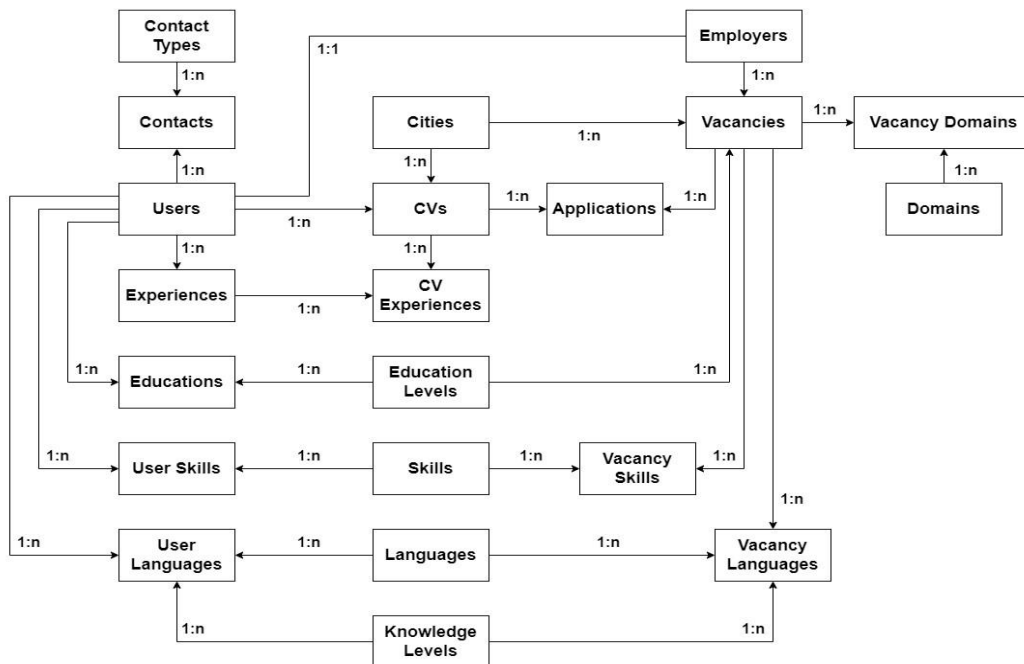 Contact
Types
1:1
Employers
1:n
1:n
Contacts
Cities
1:n
Vacancies
1:n
Vacancy Domains
1:n
1:n
1:n
Users
1:n
CVs
1:n
Applications
1:n
Domains
1:n
1:n
Experiences
1:n
CV
Experiences
1:n
Educations
1:n
Education
Levels
1:n
1:n
User Skills
1:n
Skills
1:n
Vacancy
Skills
1:n
1:n
1:n
User
Languages
1:n
Languages
1:n
Vacancy
Languages
1:n
Knowledge
Levels
1:n